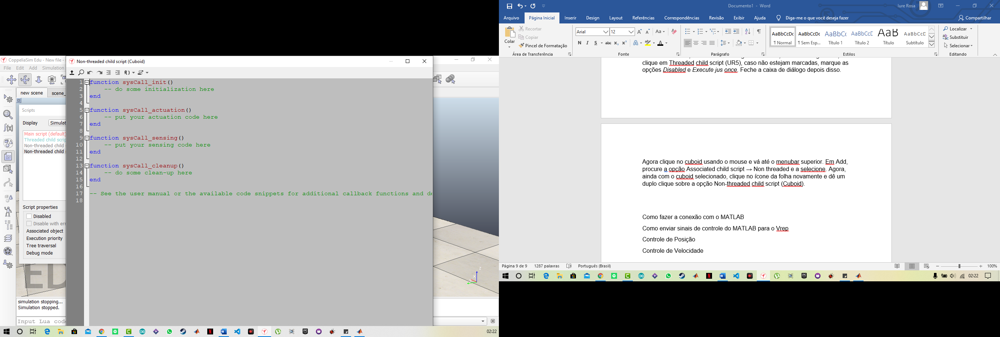 CoppeliaSim Edu - New file -
File Edit Add Simulation
new scene
scene_
Scripts
Display Simulat
Main script (default)
Threaded child scrip
Non-threaded child
Non-threaded child
Script properties
Disabled
Disable with err
Associated object
Execution priority
Tree traversal
Debug mode
ED
simulation stopping...
Simulation stopped.
Input Lua cod
Non-threaded child script (Cuboid)
f()
1 function sysCall_init()
2 -- do some initialization here
3 end
4
5 function sysCall_actuation()
6 -- put your actuation code here
7 end
8
9 function sysCall_sensing()
10 -- put your sensing code here
11 end
12
13 function sysCall_cleanup()
14 -- do some clean-up here
15 end
16
17 -- See the user manual or the available code snippets for additional callback functions and de
18
z
x
02:22
Documento1 - Word
Iure Rosa
Arquivo Página Inicial Inserir Design Layout Referências Correspondências Revisão Exibir Ajuda Diga-me o que você deseja fazer Compartilhar
Colar
Recortar
Copiar
Pincel de Formatação
Área de Transferência
Arial 12
Aa
N I S abc x₂ x²
Fonte
Parágrafo
AaBbCcDc AaBbCcDc AaBbCc AaBbCcC AaB AaBbCcD
¶ Normal ¶ Sem Esp... Título 1 Título 2 Título Subtítulo
Estilos
Localizar
Substituir
Selecionar
Editando
clique em Threaded child script (UR5), caso não estejam marcadas, marque as
opções Disabled e Execute jus once. Feche a caixa de diálogo depois disso.
Agora clique no cuboid usando o mouse e vá até o menubar superior. Em Add,
procure a opção Associated child script → Non threaded e a selecione. Agora,
ainda com o cuboid selecionado, clique no ícone da folha novamente e dê um
duplo clique sobre a opção Non-threaded child script (Cuboid).
Como fazer a conexão com o MATLAB
Como enviar sinais de controle do MATLAB para o Vrep
Controle de Posição
Controle de Velocidade
Página 9 de 9 1287 palavras Português (Brasil) 100%
02:22